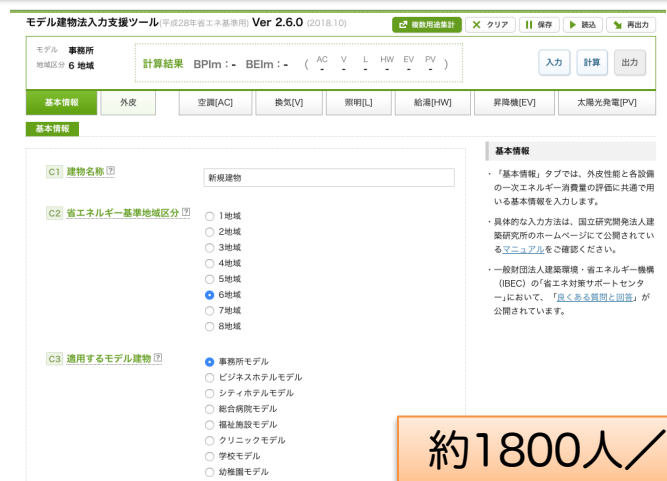 モデル建物法入力支援ツール(平成28年省エネ基準用) Ver 2.6.0 (2018.10)
複数用途集計 クリア 保存 読込 再出力
モデル 事務所
地域区分 6 地域
計算結果 BPIm : - BEIm : - ( AC V L HW EV PV )
- - - - - -
入力 計算 出力
基本情報 外皮 空調[AC] 換気[V] 照明[L] 給湯[HW] 昇降機[EV] 太陽光発電[PV]
基本情報
C1 建物名称 ?
新規建物
C2 省エネルギー基準地域区分 ?
1地域
2地域
3地域
4地域
5地域
6地域
7地域
8地域
C3 適用するモデル建物 ?
事務所モデル
ビジネスホテルモデル
シティホテルモデル
総合病院モデル
福祉施設モデル
クリニックモデル
学校モデル
幼稚園モデル
基本情報
・「基本情報」タブでは、外皮性能と各設備
の一次エネルギー消費量の評価に共通で用
いる基本情報を入力します。
・具体的な入力方法は、国立研究開発法人建
築研究所のホームページにて公開されてい
るマニュアルをご確認ください。
・一般財団法人建築環境・省エネルギー機構
(IBEC) の「省エネ対策サポートセンタ
ー」において、「良くある質問と回答」が
公開されています。
約1800人／